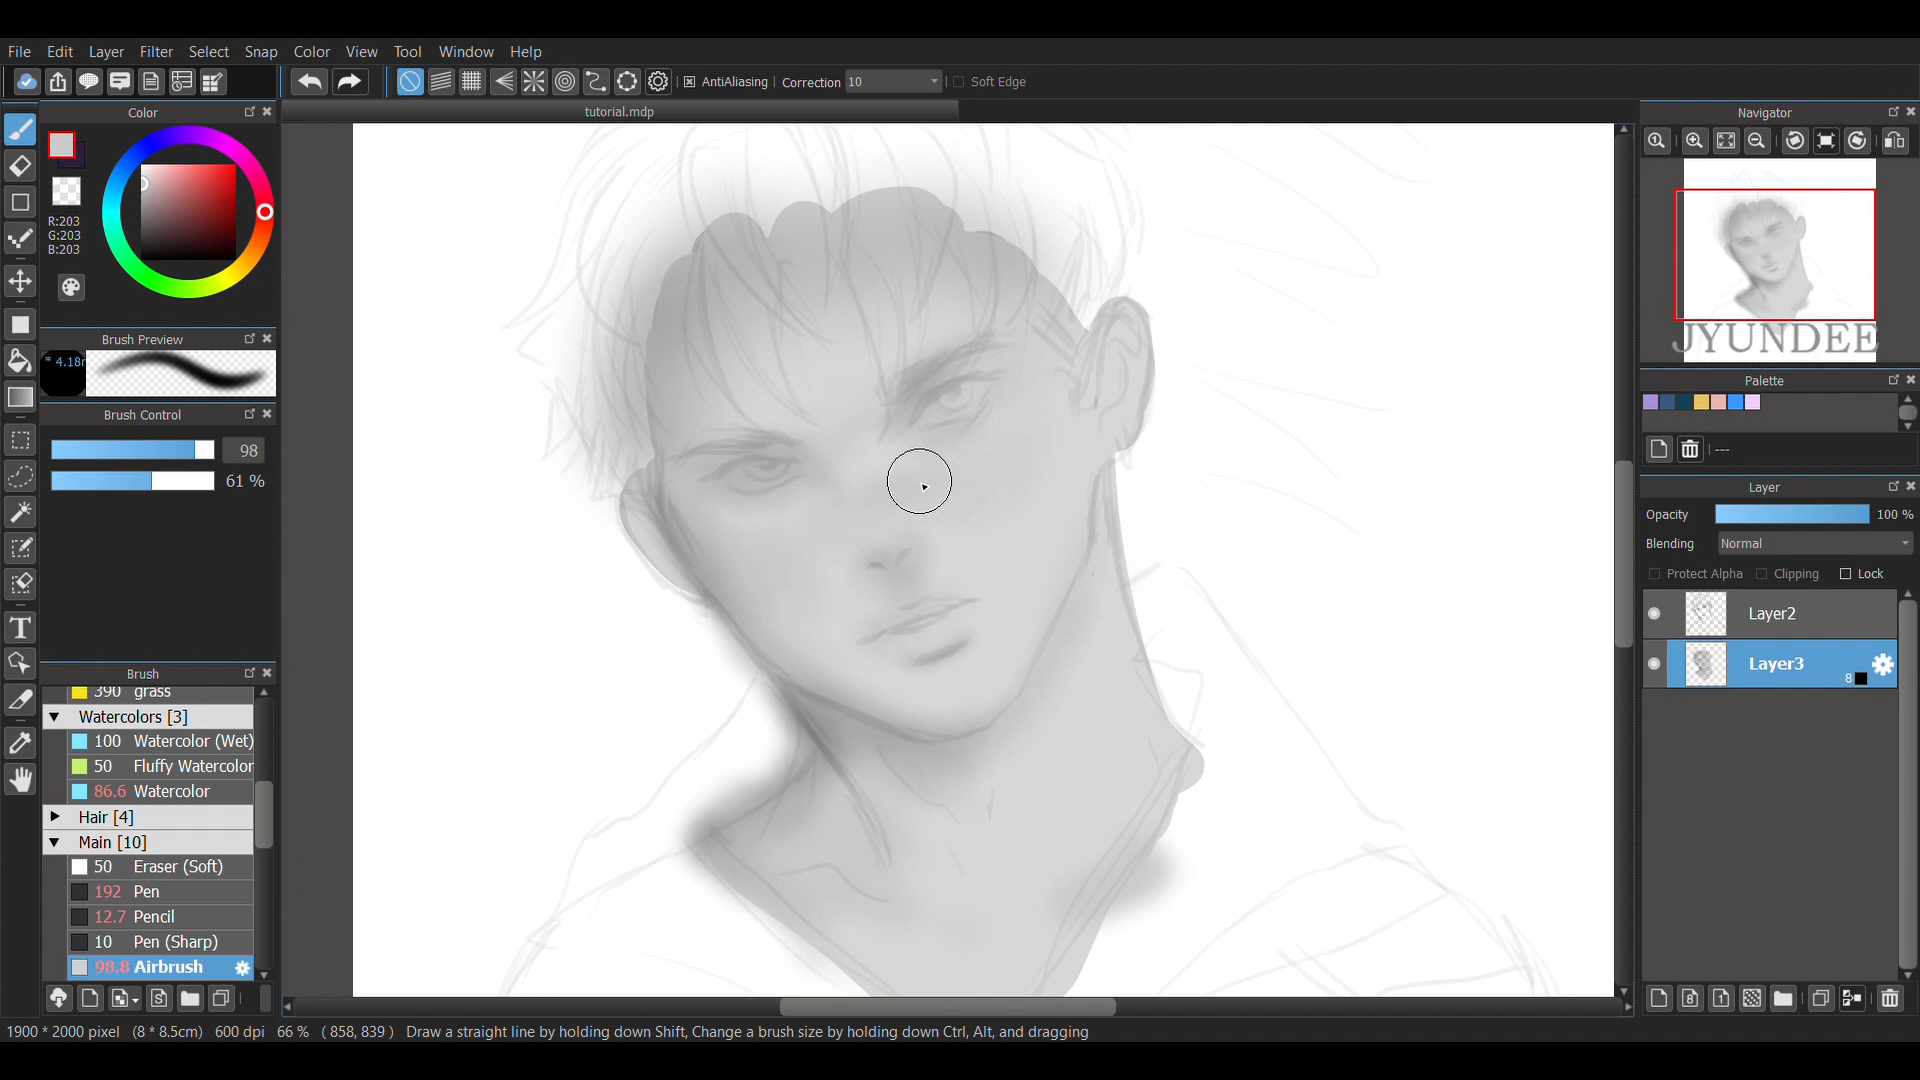 File Edit Layer Filter Select Snap Color View Tool Window Help
AntiAliasing Correction 10 Soft Edge
Color
tutorial.mdp
Navigator
R:203
G:203
B:203
JYUNDEE
Brush Preview
* 4.18
Palette
---
Brush Control
98
61 %
Layer
Opacity 100 %
Blending Normal
Protect Alpha Clipping Lock
Layer2
Layer3
8
Brush
390 grass
Watercolors [3]
100 Watercolor (Wet)
50 Fluffy Watercolor
86.6 Watercolor
Hair [4]
Main [10]
50 Eraser (Soft)
192 Pen
12.7 Pencil
10 Pen (Sharp)
98.8 Airbrush
1900 * 2000 pixel (8 * 8.5cm) 600 dpi 66 % ( 858, 839 ) Draw a straight line by holding down Shift, Change a brush size by holding down Ctrl, Alt, and dragging